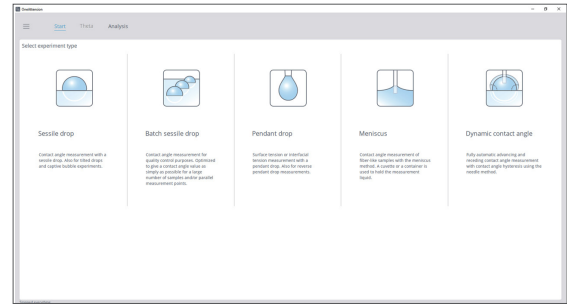 OneAttension
Start Theta Analysis
Select experiment type
Sessile drop
Contact angle measurement with a
sessile drop. Also for tilted drops
and captive bubble experiments.
Batch sessile drop
Contact angle measurement for
quality control purposes. Optimized
to give a contact angle value as
simply as possible for a large
number of samples and/or parallel
measurement points.
Pendant drop
Surface tension or interfacial
tension measurement with a
pendant drop. Also for reverse
pendant drop measurements.
Meniscus
Contact angle measurement of
fiber-like samples with the meniscus
method. A cuvette or a container is
used to hold the measurement
liquid.
Dynamic contact angle
Fully automatic advancing and
receding contact angle measurement
with contact angle hysteresis using the
needle method.